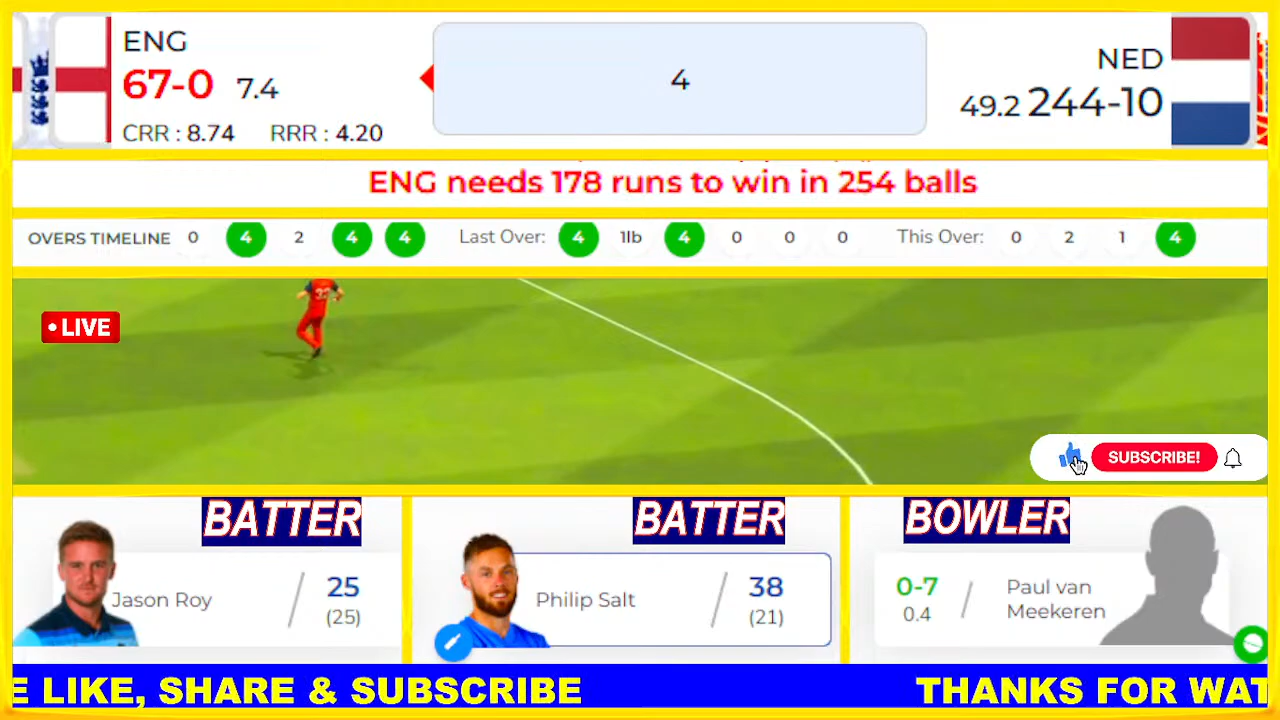 ENG
67-0 7.4
CRR : 8.74 RRR : 4.20
4
NED
49.2 244-10
ENG needs 178 runs to win in 254 balls
OVERS TIMELINE 0 4 2 4 4 Last Over: 4 1lb 4 0 0 0 This Over: 0 2 1 4
• LIVE
33
SUBSCRIBE!
BATTER
Jason Roy / 25
(25)
BATTER
Philip Salt / 38
(21)
BOWLER
0-7 / Paul van
0.4 Meekeren
E LIKE, SHARE & SUBSCRIBE THANKS FOR WAT